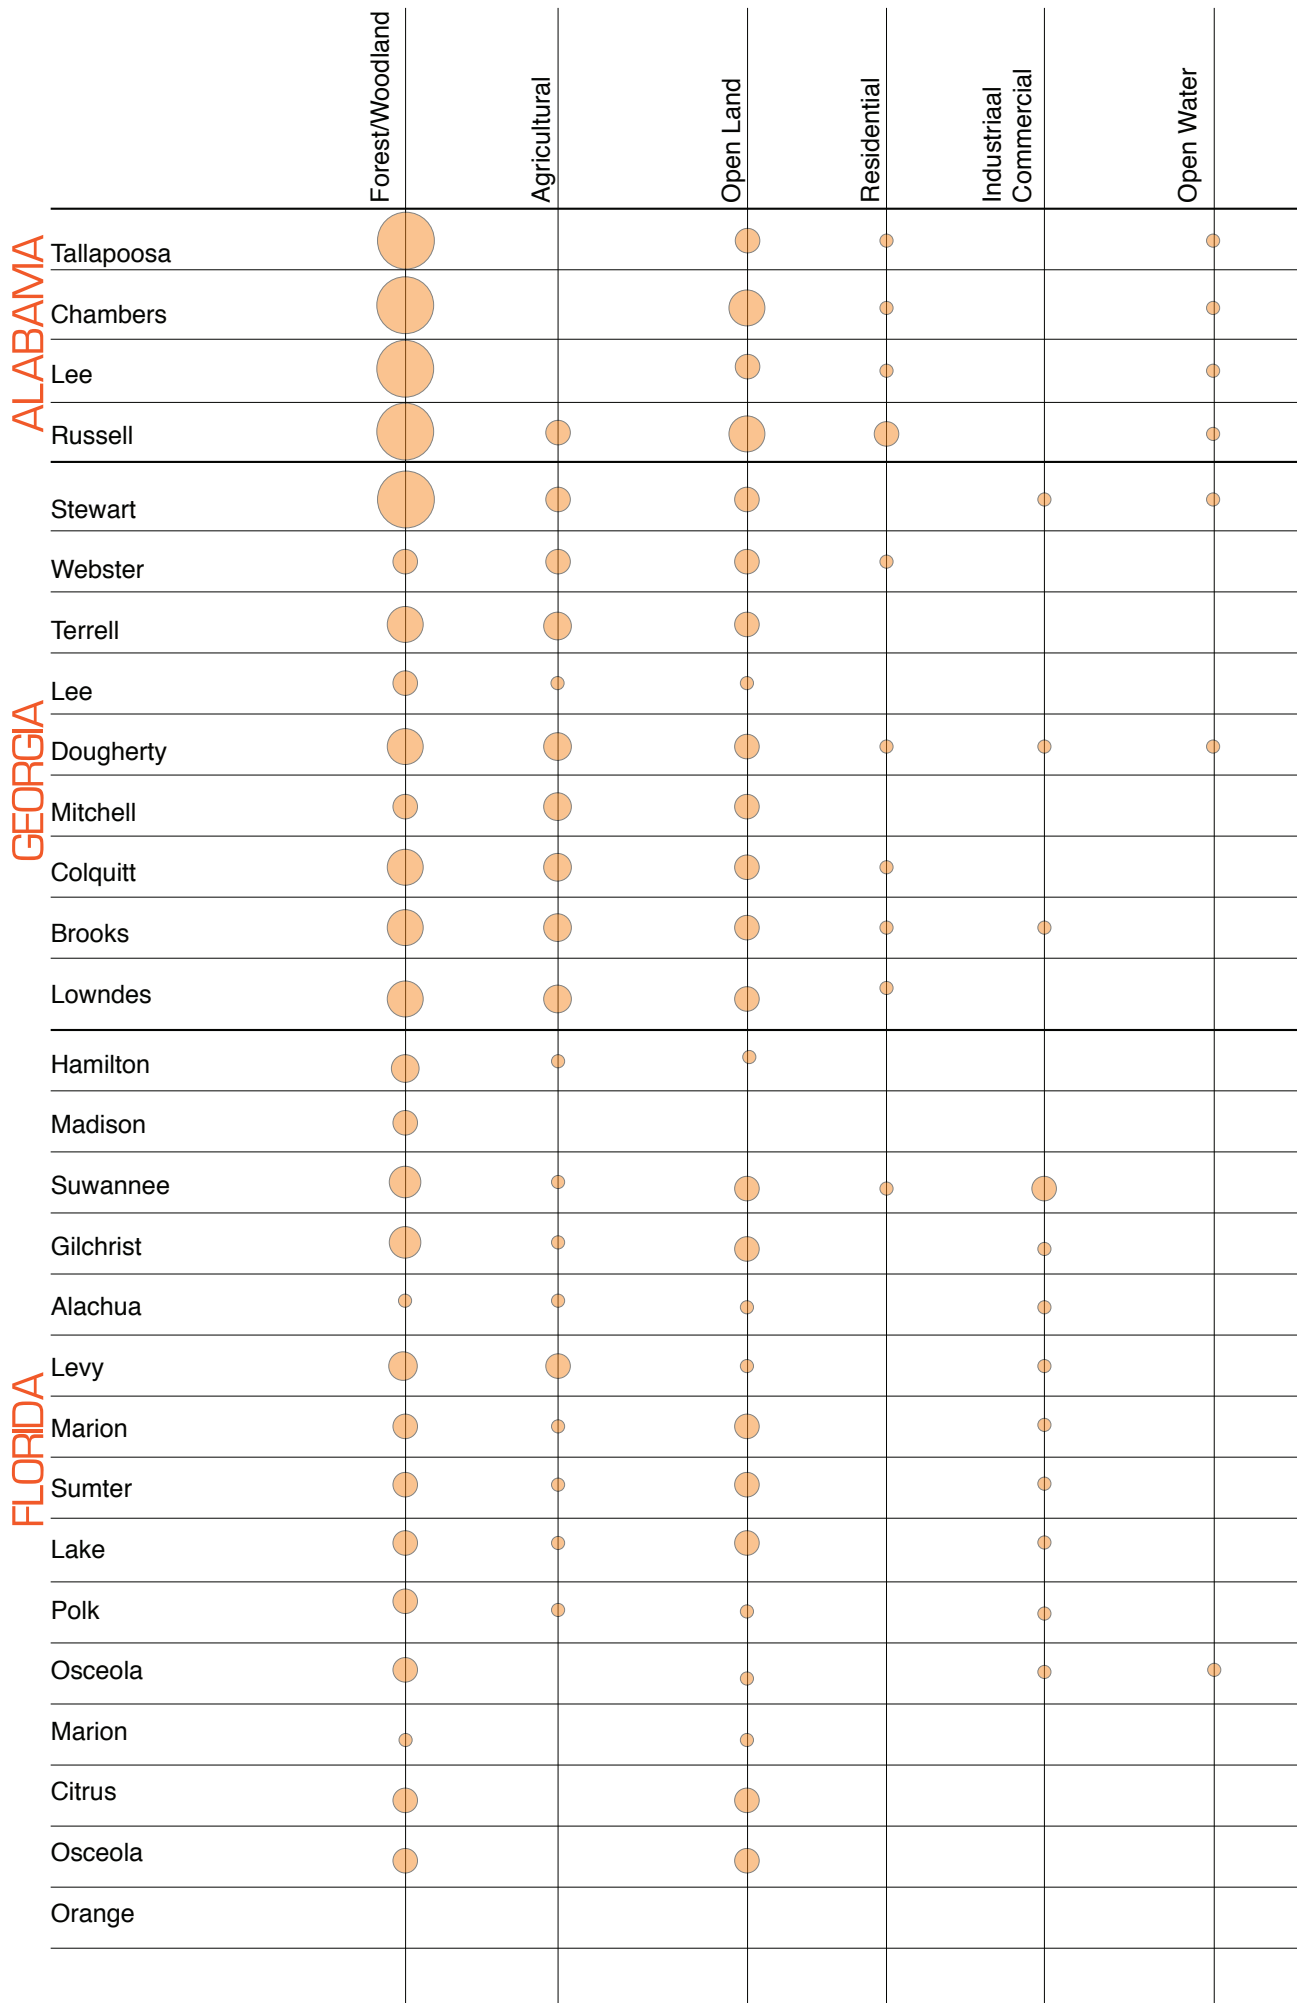 Forest/Woodland
Agricultural
Open Land
Residential
Industriaal
Commercial
Open Water
ALABAMA
Tallapoosa
Chambers
Lee
Russell
GEORGIA
Stewart
Webster
Terrell
Lee
Dougherty
Mitchell
Colquitt
Brooks
Lowndes
FLORIDA
Hamilton
Madison
Suwannee
Gilchrist
Alachua
Levy
Marion
Sumter
Lake
Polk
Osceola
Marion
Citrus
Osceola
Orange